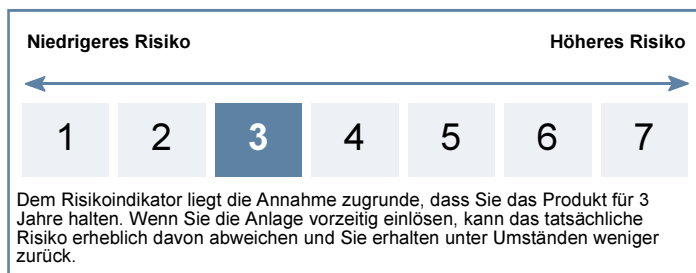 Niedrigeres Risiko Höheres Risiko
1 2 3 4 5 6 7
Dem Risikoindikator liegt die Annahme zugrunde, dass Sie das Produkt für 3
Jahre halten. Wenn Sie die Anlage vorzeitig einlösen, kann das tatsächliche
Risiko erheblich davon abweichen und Sie erhalten unter Umständen weniger
zurück.